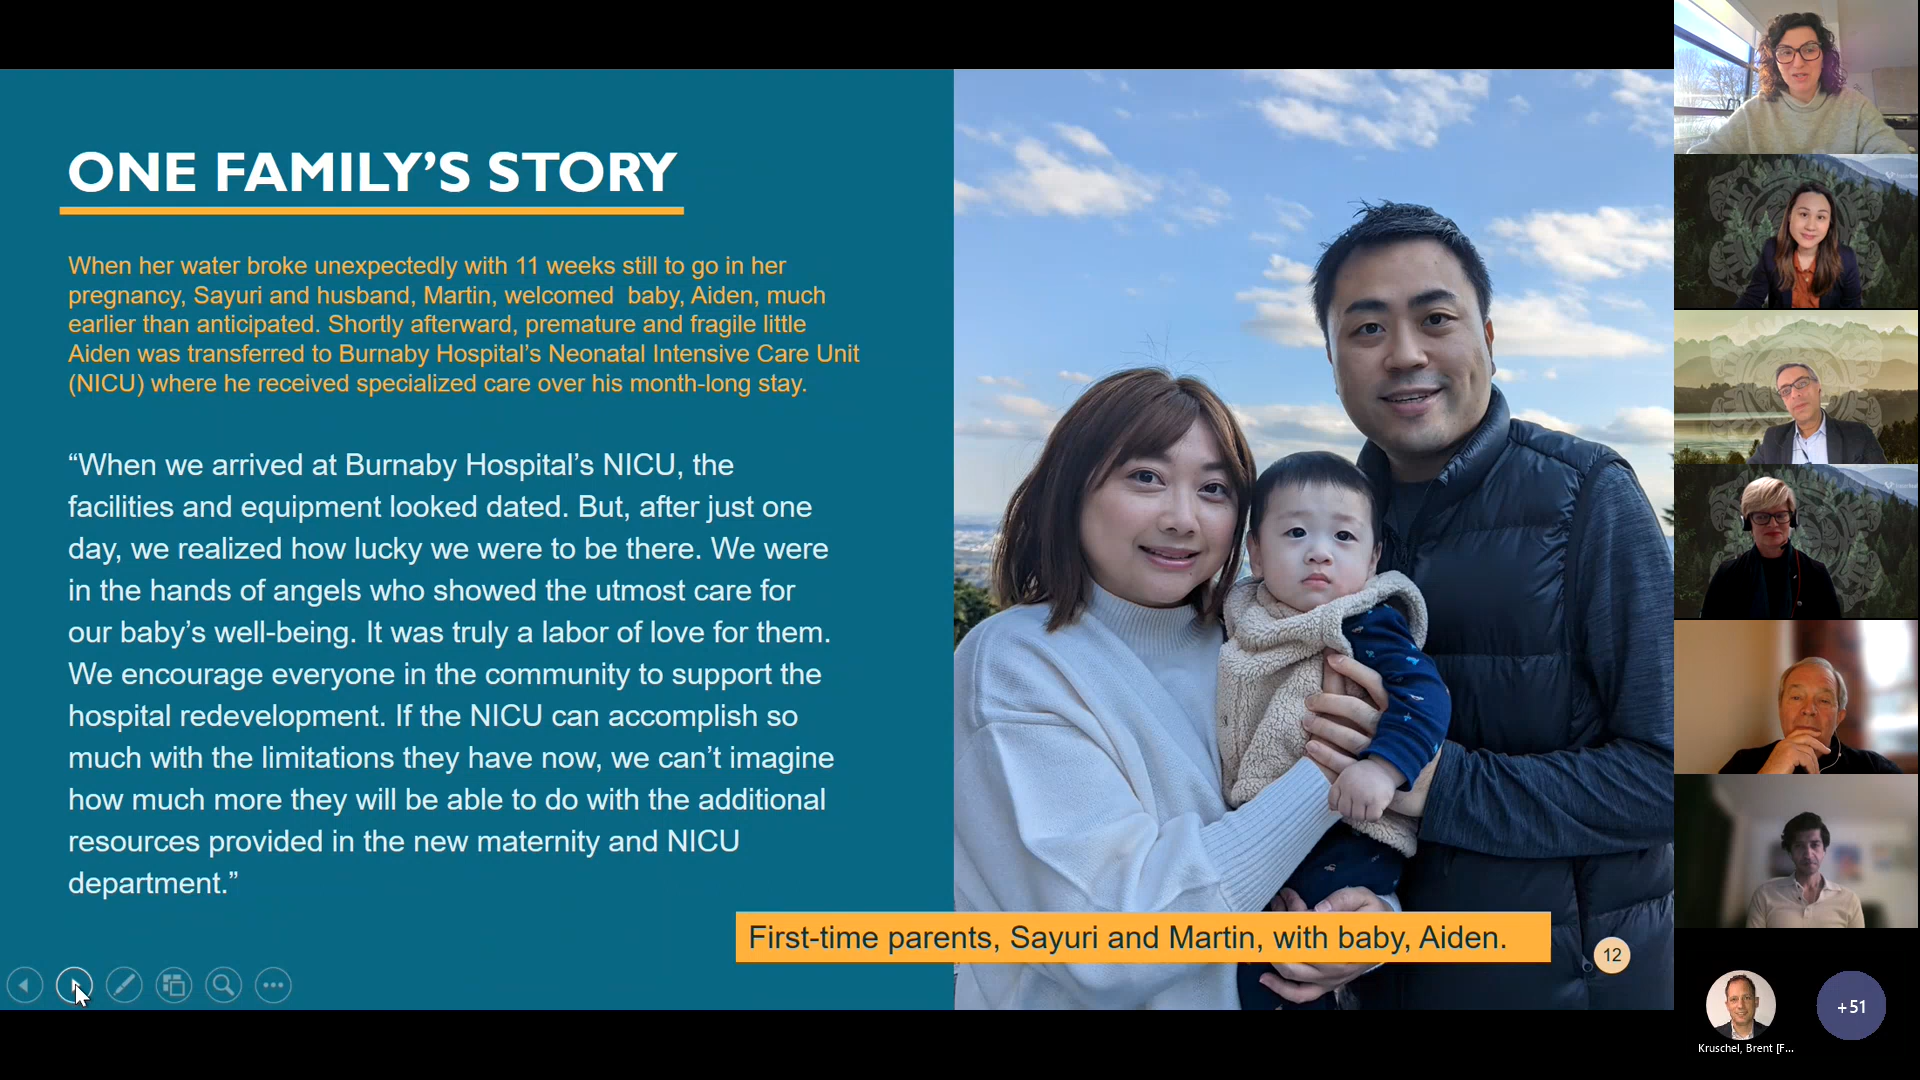 ONE FAMILY’S STORY
When her water broke unexpectedly with 11 weeks still to go in her
pregnancy, Sayuri and husband, Martin, welcomed  baby, Aiden, much
earlier than anticipated. Shortly afterward, premature and fragile little
Aiden was transferred to Burnaby Hospital’s Neonatal Intensive Care Unit
(NICU) where he received specialized care over his month-long stay.
“When we arrived at Burnaby Hospital’s NICU, the
facilities and equipment looked dated. But, after just one
day, we realized how lucky we were to be there. We were
in the hands of angels who showed the utmost care for
our baby’s well-being. It was truly a labor of love for them.
We encourage everyone in the community to support the
hospital redevelopment. If the NICU can accomplish so
much with the limitations they have now, we can’t imagine
how much more they will be able to do with the additional
resources provided in the new maternity and NICU
department.”
First-time parents, Sayuri and Martin, with baby, Aiden.
12
+51
Kruschel, Brent [F...